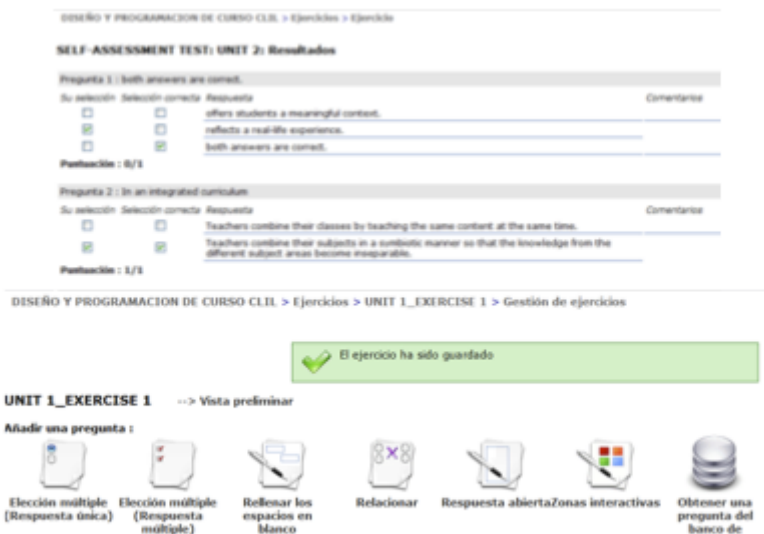 DISEÑO Y PROGRAMACION DE CURSO CLIL > Ejercicios > Ejercicio
SELF-ASSESSMENT TEST: UNIT 2: Resultados
Pregunta 1 : both answers are correct.
Su selección Selección correcta Respuesta Comentarios
offers students a meaningful context.
reflects a real-life experience.
both answers are correct.
Puntuación : 0/1
Pregunta 2 : In an integrated curriculum
Su selección Selección correcta Respuesta Comentarios
Teachers combine their classes by teaching the same content at the same time.
Teachers combine their subjects in a symbiotic manner so that the knowledge from the
different subject areas become inseparable.
Puntuación : 1/1
DISEÑO Y PROGRAMACION DE CURSO CLIL > Ejercicios > UNIT 1_EXERCISE 1 > Gestión de ejercicios
El ejercicio ha sido guardado
UNIT 1_EXERCISE 1 --> Vista preliminar
Añadir una pregunta :
Elección múltiple Elección múltiple Rellenar los Relacionar Respuesta abiertaZonas interactivas Obtener una
(Respuesta única) (Respuesta espacios en pregunta del
múltiple) blanco banco de